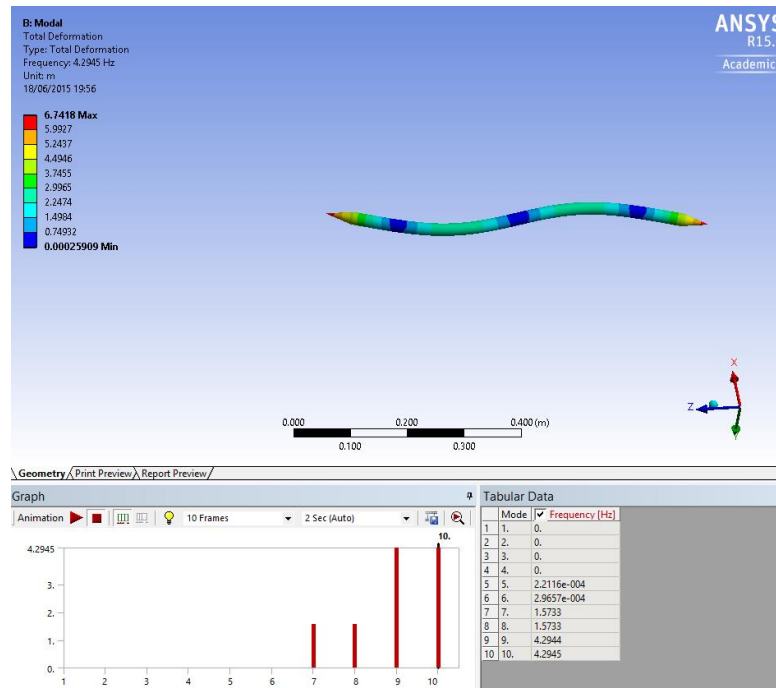 B: Modal
Total Deformation
Type: Total Deformation
Frequency: 4.2945 Hz
Unit: m
18/06/2015 19:56
ANSYS
R15.
Academic
6.7418 Max
5.9927
5.2437
4.4946
3.7455
2.9965
2.2474
1.4984
0.74932
0.00025909 Min
X
Z
Y
0.000 0.200 0.400 (m)
0.100 0.300
Geometry Print Preview Report Preview
Graph
Animation 10 Frames 2 Sec (Auto)
10.
4.2945
3.
2.
1.
0.
1 2 3 4 5 6 7 8 9 10
Tabular Data
Mode Frequency [Hz]
1 1. 0.
2 2. 0.
3 3. 0.
4 4. 0.
5 5. 2.2116e-004
6 6. 2.9657e-004
7 7. 1.5733
8 8. 1.5733
9 9. 4.2944
10 10. 4.2945